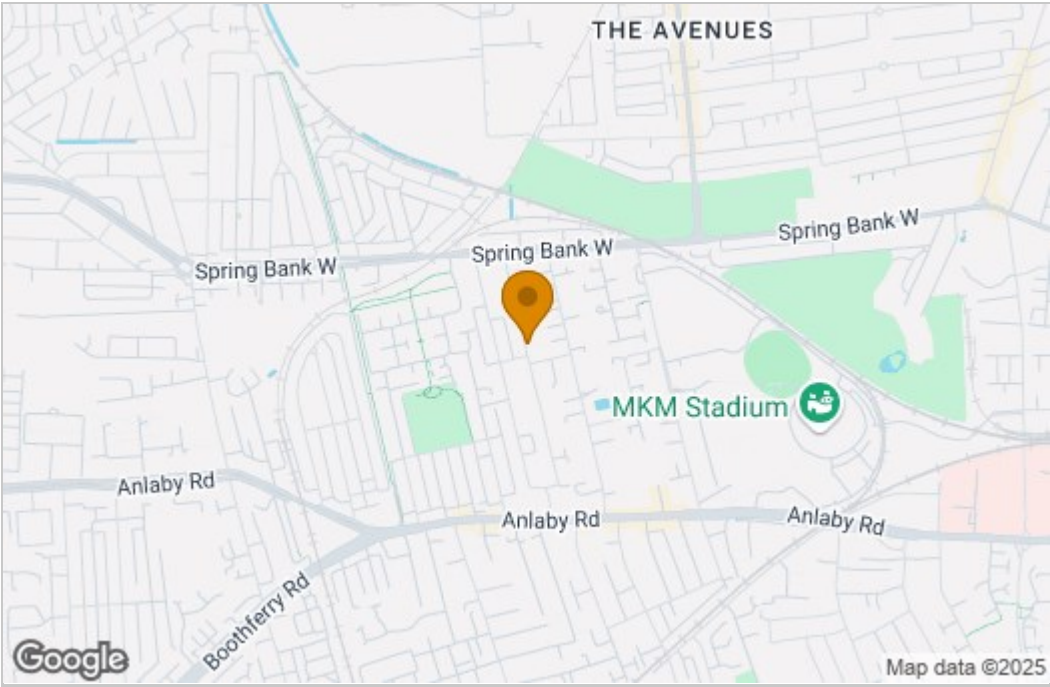 THE AVENUES
Spring Bank W
Spring Bank W
Spring Bank W
MKM Stadium
Anlaby Rd
Anlaby Rd
Anlaby Rd
Boothferry Rd
Google
Map data ©2025